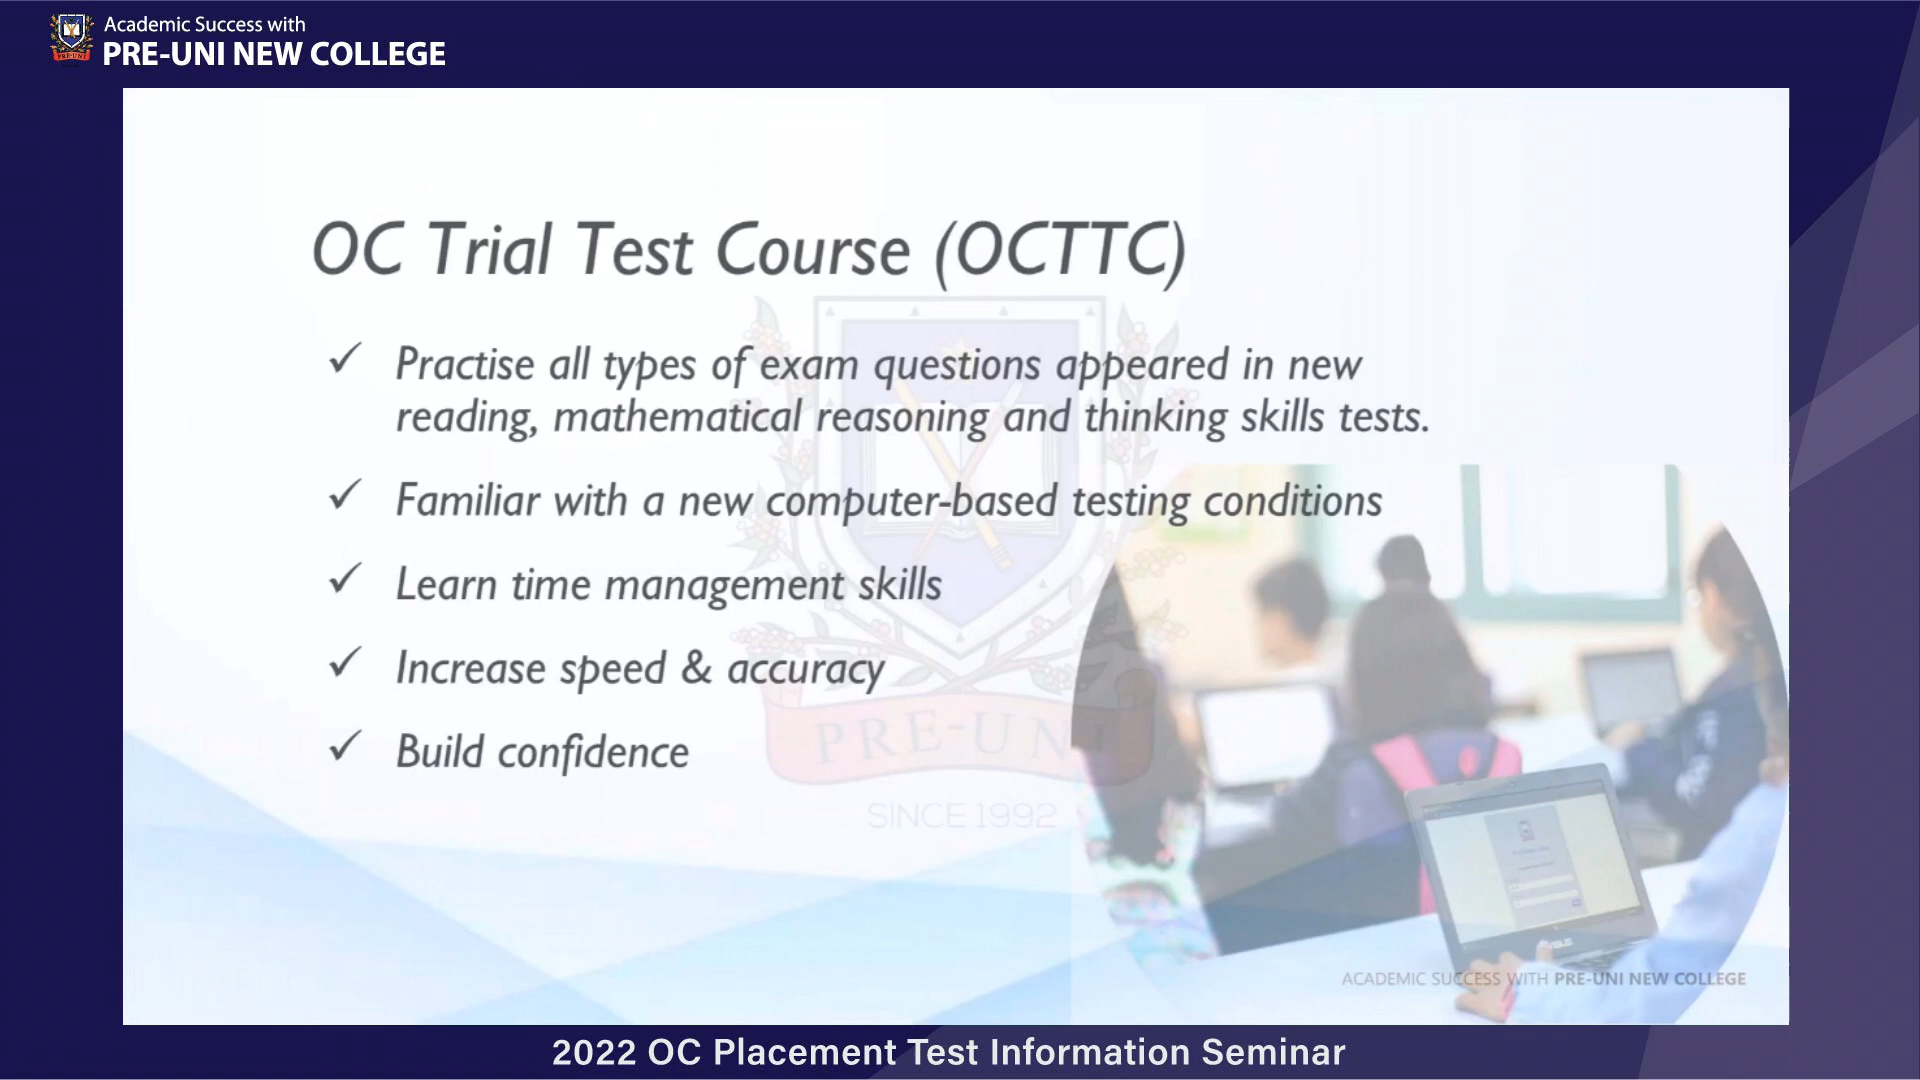 Academic Success with
PRE-UNI NEW COLLEGE
OC Trial Test Course (OCTTC)
✓ Practise all types of exam questions appeared in new
reading, mathematical reasoning and thinking skills tests.
✓ Familiar with a new computer-based testing conditions
✓ Learn time management skills
✓ Increase speed & accuracy
✓ Build confidence
PRE-UNI
SINCE 1992
ASUS
ACADEMIC SUCCESS WITH PRE-UNI NEW COLLEGE
2022 OC Placement Test Information Seminar